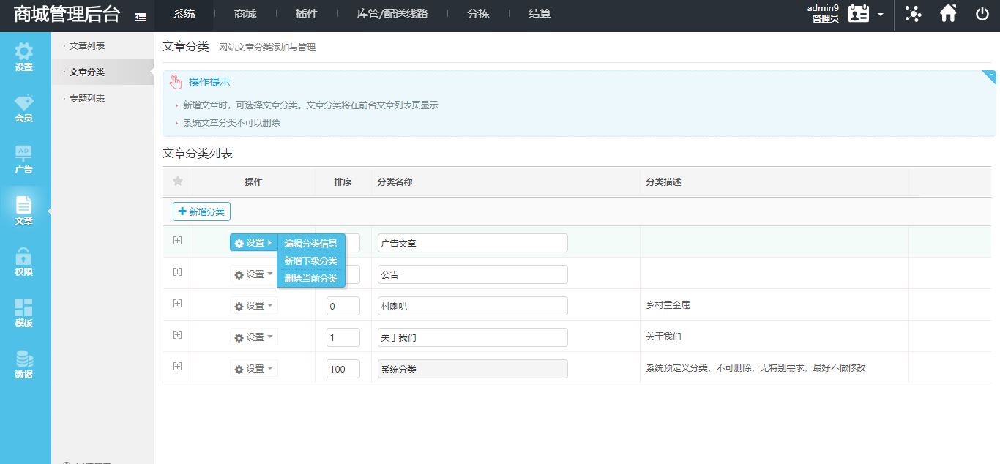 商城管理后台
系统 商城 插件 库管/配送线路 分拣 结算
admin9
管理员
设置
会员
AD
广告
文章
权限
模板
数据
· 文章列表
· 文章分类
· 专题列表
文章分类 网站文章分类添加与管理
操作提示
新增文章时，可选择文章分类。文章分类将在前台文章列表页显示
系统文章分类不可以删除
文章分类列表
操作 排序 分类名称 分类描述
新增分类
[+] 设置 广告文章
编辑分类信息
新增下级分类
删除当前分类
[+] 设置 公告
[+] 设置 0 村喇叭 乡村重金属
[+] 设置 1 关于我们 关于我们
[+] 设置 100 系统分类 系统预定义分类，不可删除，无特别需求，最好不做修改